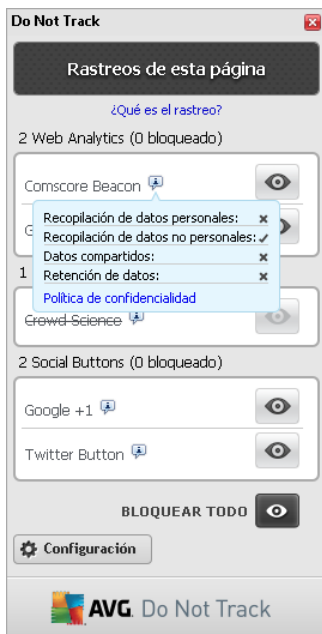 Do Not Track
Rastreos de esta página
¿Qué es el rastreo?
2 Web Analytics (0 bloqueado)
Comscore Beacon
G
Recopilación de datos personales:
Recopilación de datos no personales:
Datos compartidos:
Retención de datos:
Política de confidencialidad
1
Crowd Science
2 Social Buttons (0 bloqueado)
Google +1
Twitter Button
BLOQUEAR TODO
Configuración
AVG. Do Not Track